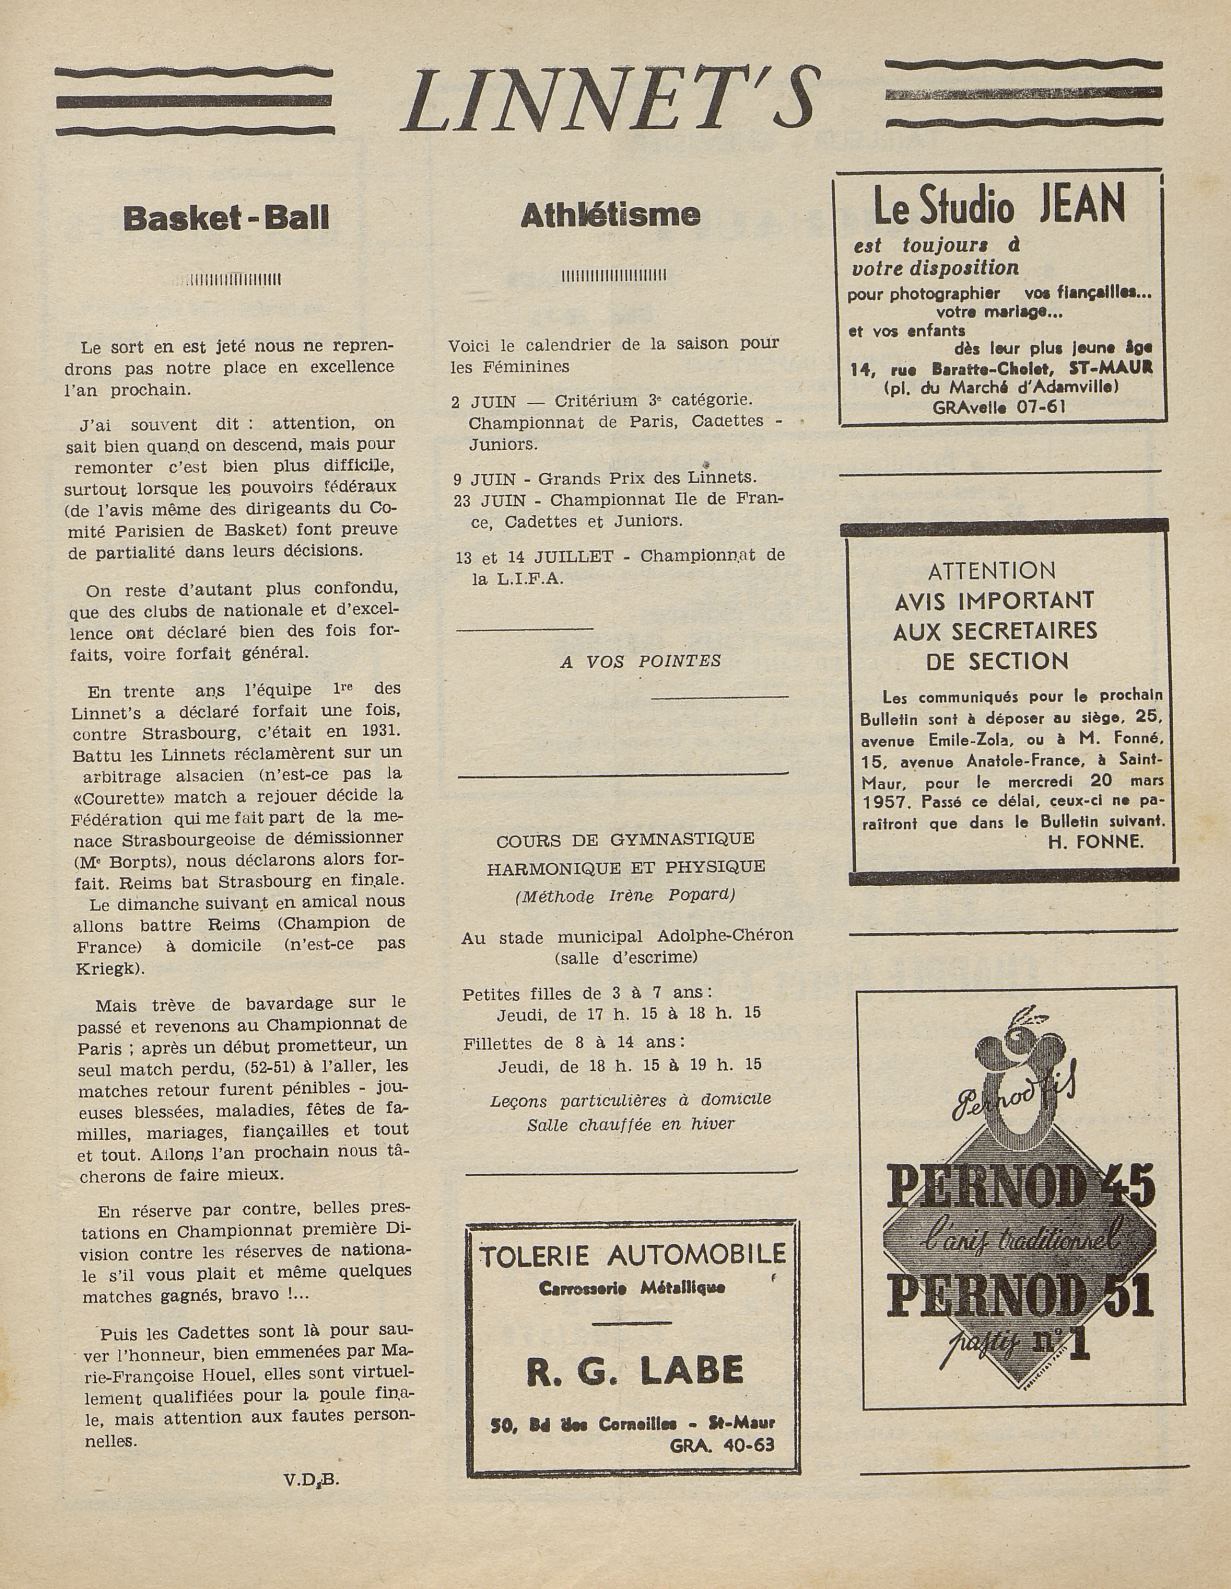 LINNET'S
Basket-Ball
Le sort en est jeté nous ne repren-
drons pas notre place en excellence
l'an prochain.
J'ai souvent dit : attention, on
sait bien quand on descend, mais pour
remonter c'est bien plus difficile,
surtout lorsque les pouvoirs fédéraux
(de l'avis même des dirigeants du Co-
mité Parisien de Basket) font preuve
de partialité dans leurs décisions.
On reste d'autant plus confondu,
que des clubs de nationale et d'excel-
lence ont déclaré bien des fois for-
faits, voire forfait général.
En trente ans l'équipe 1re des
Linnet's a déclaré forfait une fois,
contre Strasbourg, c'était en 1931.
Battu les Linnets réclamèrent sur un
arbitrage alsacien (n'est-ce pas la
«Courette» match a rejouer décide la
Fédération qui me fait part de la me-
nace Strasbourgeoise de démissionner
(Me Borpts), nous déclarons alors for-
fait. Reims bat Strasbourg en finale.
Le dimanche suivant en amical nous
allons battre Reims (Champion de
France) à domicile (n'est-ce pas
Kriegk).
Mais trève de bavardage sur le
passé et revenons au Championnat de
Paris ; après un début prometteur, un
seul match perdu, (52-51) à l'aller, les
matches retour furent pénibles - jou-
euses blessées, maladies, fêtes de fa-
milles, mariages, fiançailles et tout
et tout. Allons l'an prochain nous tâ-
cherons de faire mieux.
En réserve par contre, belles pres-
tations en Championnat première Di-
vision contre les réserves de nationa-
le s'il vous plait et même quelques
matches gagnés, bravo !...
Puis les Cadettes sont là pour sau-
ver l'honneur, bien emmenées par Ma-
rie-Françoise Houel, elles sont virtuel-
lement qualifiées pour la poule fina-
le, mais attention aux fautes person-
nelles.
V.D.B.
Athlétisme
Voici le calendrier de la saison pour
les Féminines
2 JUIN — Critérium 3e catégorie.
Championnat de Paris, Cadettes -
Juniors.
9 JUIN - Grands Prix des Linnets.
23 JUIN - Championnat Ile de Fran-
ce, Cadettes et Juniors.
13 et 14 JUILLET - Championnat de
la L.I.F.A.
A VOS POINTES
COURS DE GYMNASTIQUE
HARMONIQUE ET PHYSIQUE
(Méthode Irène Popard)
Au stade municipal Adolphe-Chéron
(salle d'escrime)
Petites filles de 3 à 7 ans :
Jeudi, de 17 h. 15 à 18 h. 15
Fillettes de 8 à 14 ans :
Jeudi, de 18 h. 15 à 19 h. 15
Leçons particulières à domicile
Salle chauffée en hiver
TOLERIE AUTOMOBILE
Carrosserie Métallique
R. G. LABE
50, Bd des Corneilles - St-Maur
GRA. 40-63
Le Studio JEAN
est toujours à
votre disposition
pour photographier vos fiançailles...
votre mariage...
et vos enfants
dès leur plus jeune âge
14, rue Baratte-Cholet, ST-MAUR
(pl. du Marché d'Adamville)
GRAvelle 07-61
ATTENTION
AVIS IMPORTANT
AUX SECRETAIRES
DE SECTION
Les communiqués pour le prochain
Bulletin sont à déposer au siège, 25,
avenue Emile-Zola, ou à M. Fonné,
15, avenue Anatole-France, à Saint-
Maur, pour le mercredi 20 mars
1957. Passé ce délai, ceux-ci ne pa-
raîtront que dans le Bulletin suivant.
H. FONNE.
Pernod fils
PERNOD 45
l'anis traditionnel
PERNOD 51
pastis n° 1
PUBLICITAS PARIS